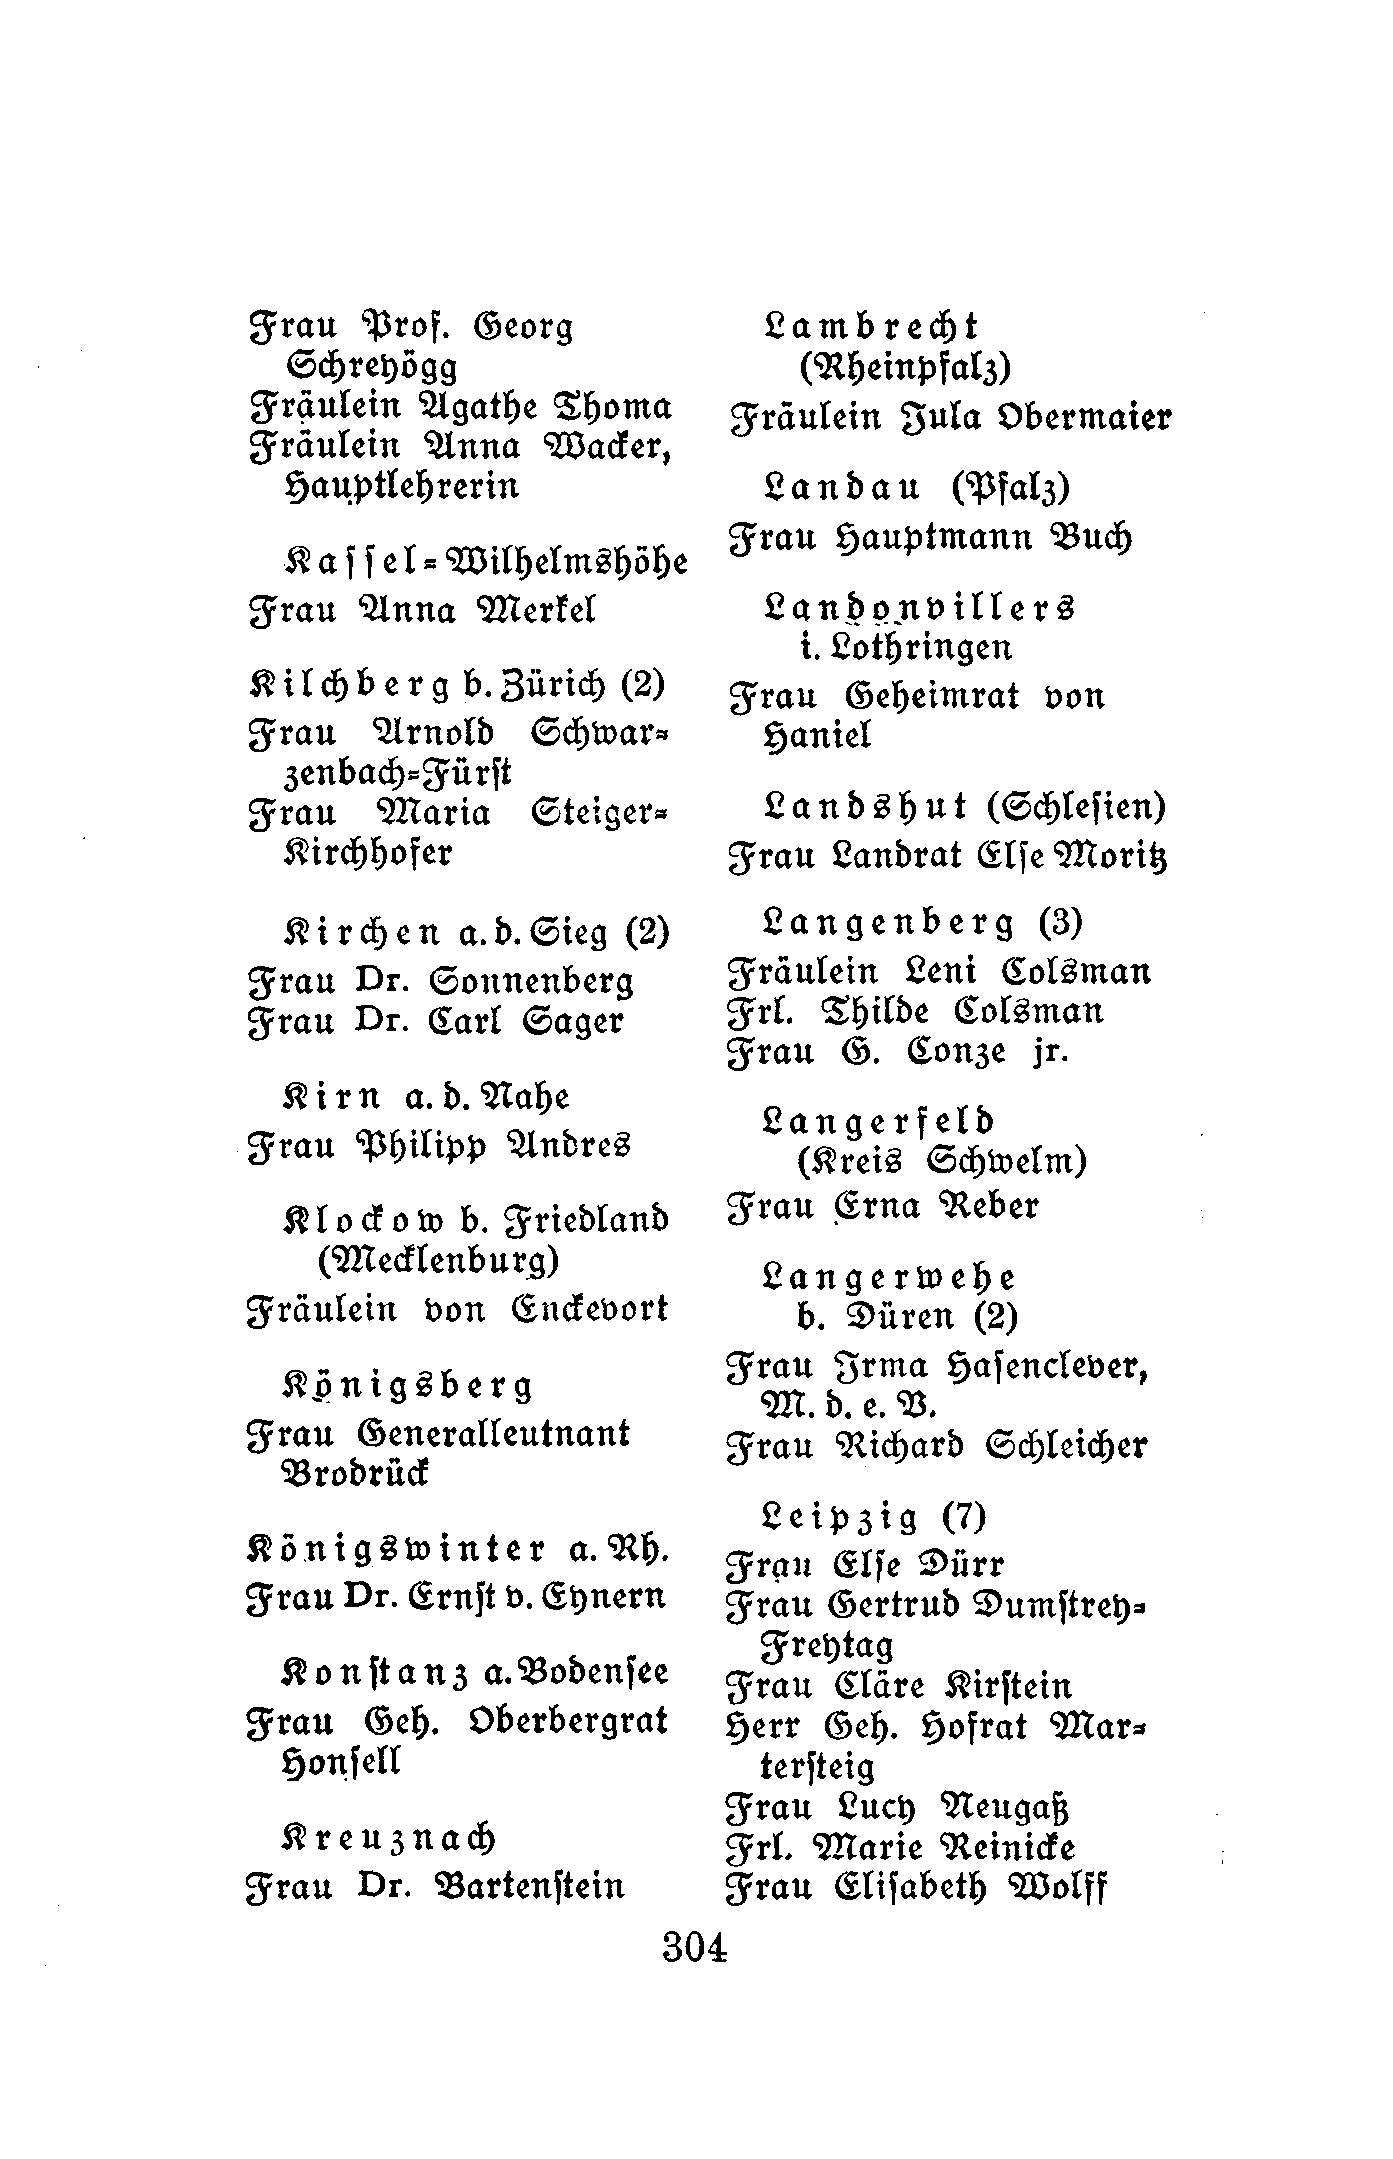 Frau Prof. Georg
Schreyögg
Fräulein Agathe Thoma
Fräulein Anna Wacker,
Hauptlehrerin
Kassel-Wilhelmshöhe
Frau Anna Merkel
Kilchberg b. Zürich (2)
Frau Arnold Schwar-
zenbach-Fürst
Frau Maria Steiger-
Kirchhofer
Kirchen a. d. Sieg (2)
Frau Dr. Sonnenberg
Frau Dr. Carl Sager
Kirn a. d. Nahe
Frau Philipp Andres
Klockow b. Friedland
(Mecklenburg)
Fräulein von Enckevort
Königsberg
Frau Generalleutnant
Brodrück
Königswinter a. Rh.
Frau Dr. Ernst v. Eynern
Konstanz a. Bodensee
Frau Geh. Oberbergrat
Honsell
Kreuznach
Frau Dr. Bartenstein
Lambrecht
(Rheinpfalz)
Fräulein Jula Obermaier
Landau (Pfalz)
Frau Hauptmann Buch
Landonvillers
i. Lothringen
Frau Geheimrat von
Haniel
Landshut (Schlesien)
Frau Landrat Else Moritz
Langenberg (3)
Fräulein Leni Colsman
Frl. Thilde Colsman
Frau G. Conze jr.
Langerfeld
(Kreis Schwelm)
Frau Erna Reber
Langerwehe
b. Düren (2)
Frau Irma Hasenclever,
M. d. e. V.
Frau Richard Schleicher
Leipzig (7)
Frau Else Dürr
Frau Gertrud Dumstrey-
Freytag
Frau Cläre Kirstein
Herr Geh. Hofrat Mar-
tersteig
Frau Lucy Neugaß
Frl. Marie Reinicke
Frau Elisabeth Wolff
304